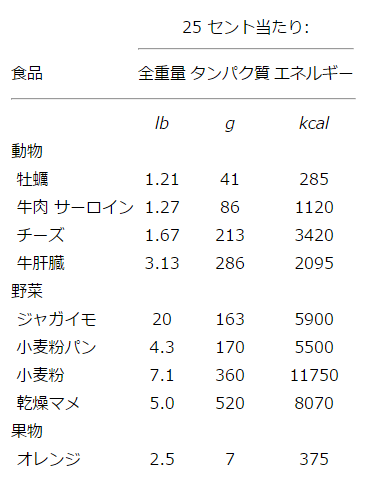 25 セント当たり:
食品 全重量 タンパク質 エネルギー
lb g kcal
動物
牡蠣 1.21 41 285
牛肉 サーロイン 1.27 86 1120
チーズ 1.67 213 3420
牛肝臓 3.13 286 2095
野菜
ジャガイモ 20 163 5900
小麦粉パン 4.3 170 5500
小麦粉 7.1 360 11750
乾燥マメ 5.0 520 8070
果物
オレンジ 2.5 7 375